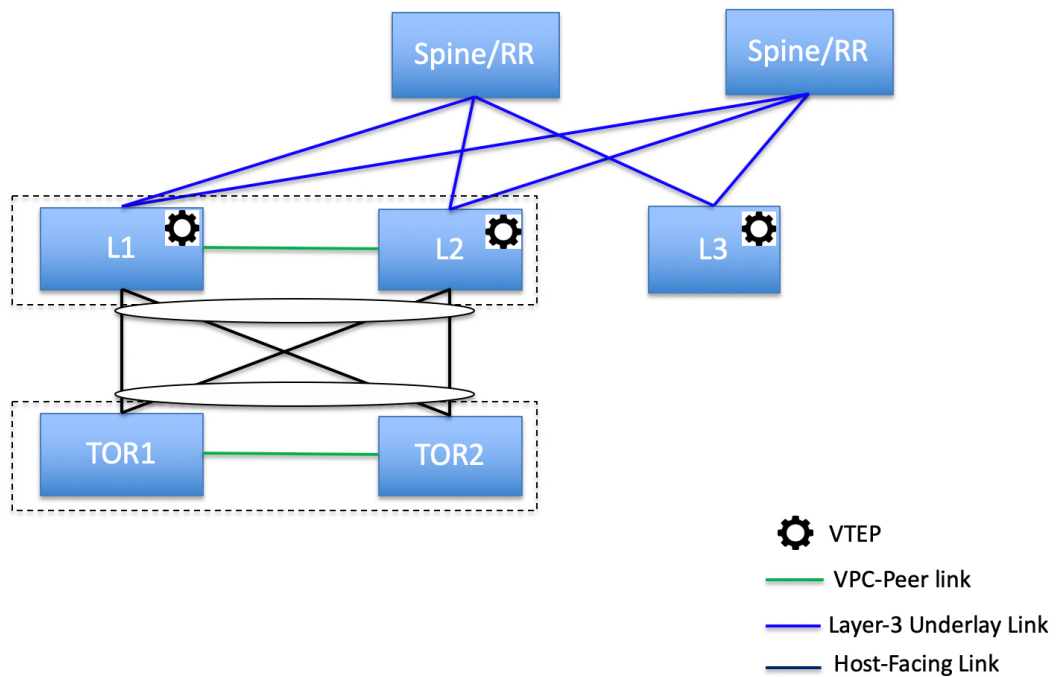 Spine/RR
Spine/RR
L1
L2
L3
TOR1
TOR2
VTEP
VPC-Peer link
Layer-3 Underlay Link
Host-Facing Link